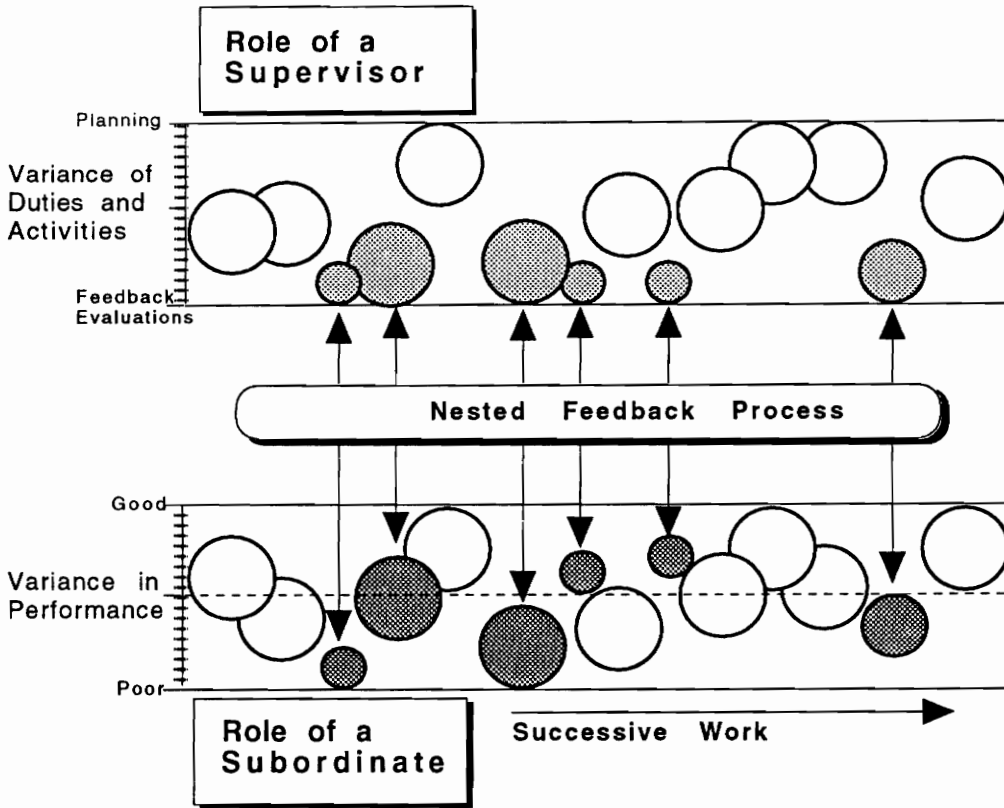 Role of a
Supervisor
Planning
Variance of
Duties and
Activities
Feedback
Evaluations
Nested Feedback Process
Good
Variance in
Performance
Poor
Role of a
Subordinate
Successive Work